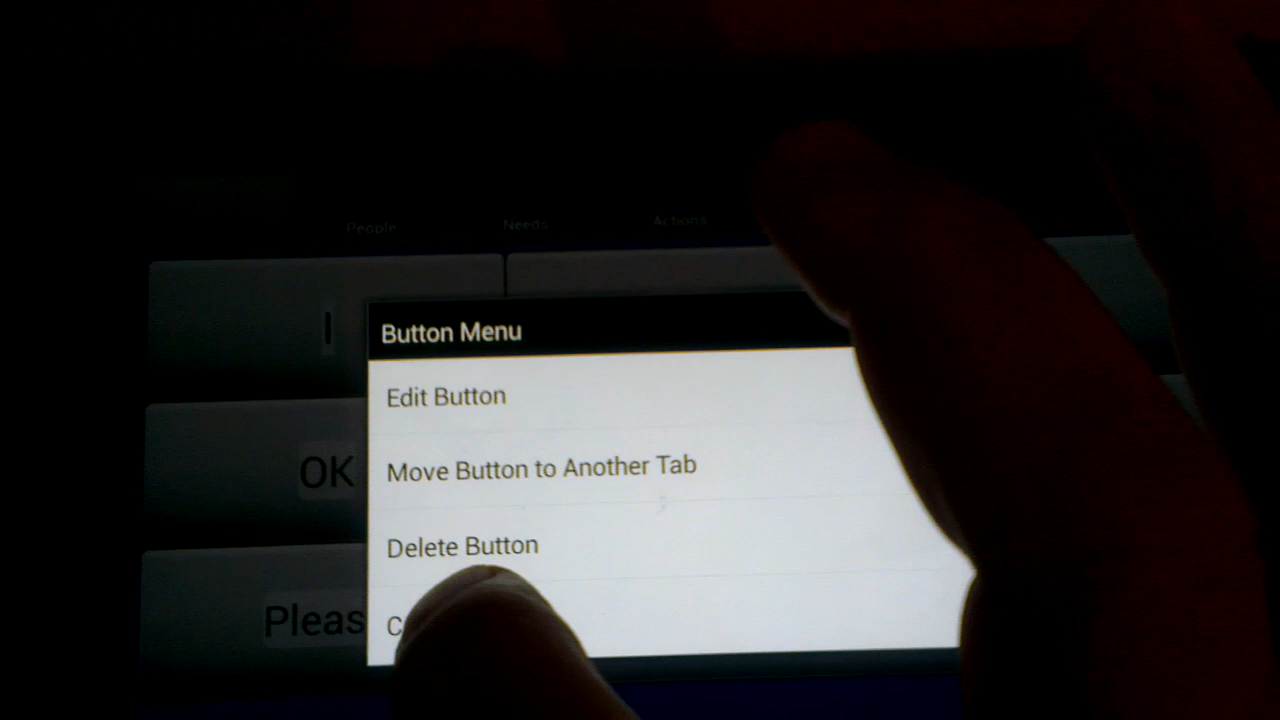 People Needs Actions
I
Button Menu
Edit Button
OK
Move Button to Another Tab
Delete Button
Pleas
C